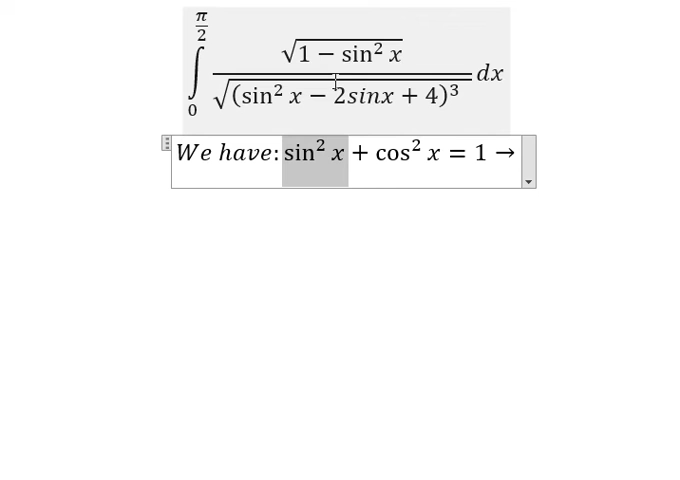 ∫₀^(π/2) √(1 − sin² x) / √((sin² x − 2sinx + 4)³) dx
We have: sin² x + cos² x = 1 →